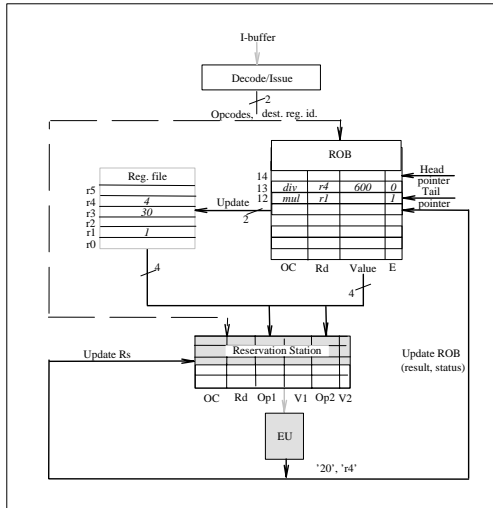 I-buffer
Decode/Issue
2
Opcodes, dest. reg. id.
ROB
Reg. file
14
Head pointer
r5
13 div r4 600 0
Tail pointer
r4 4
12 mul r1 1
r3 30
Update
2
r2
r1 1
r0
OC Rd Value E
4
4
Reservation Station
Update Rs
Update ROB
(result, status)
OC Rd Op1 V1 Op2 V2
EU
'20', 'r4'